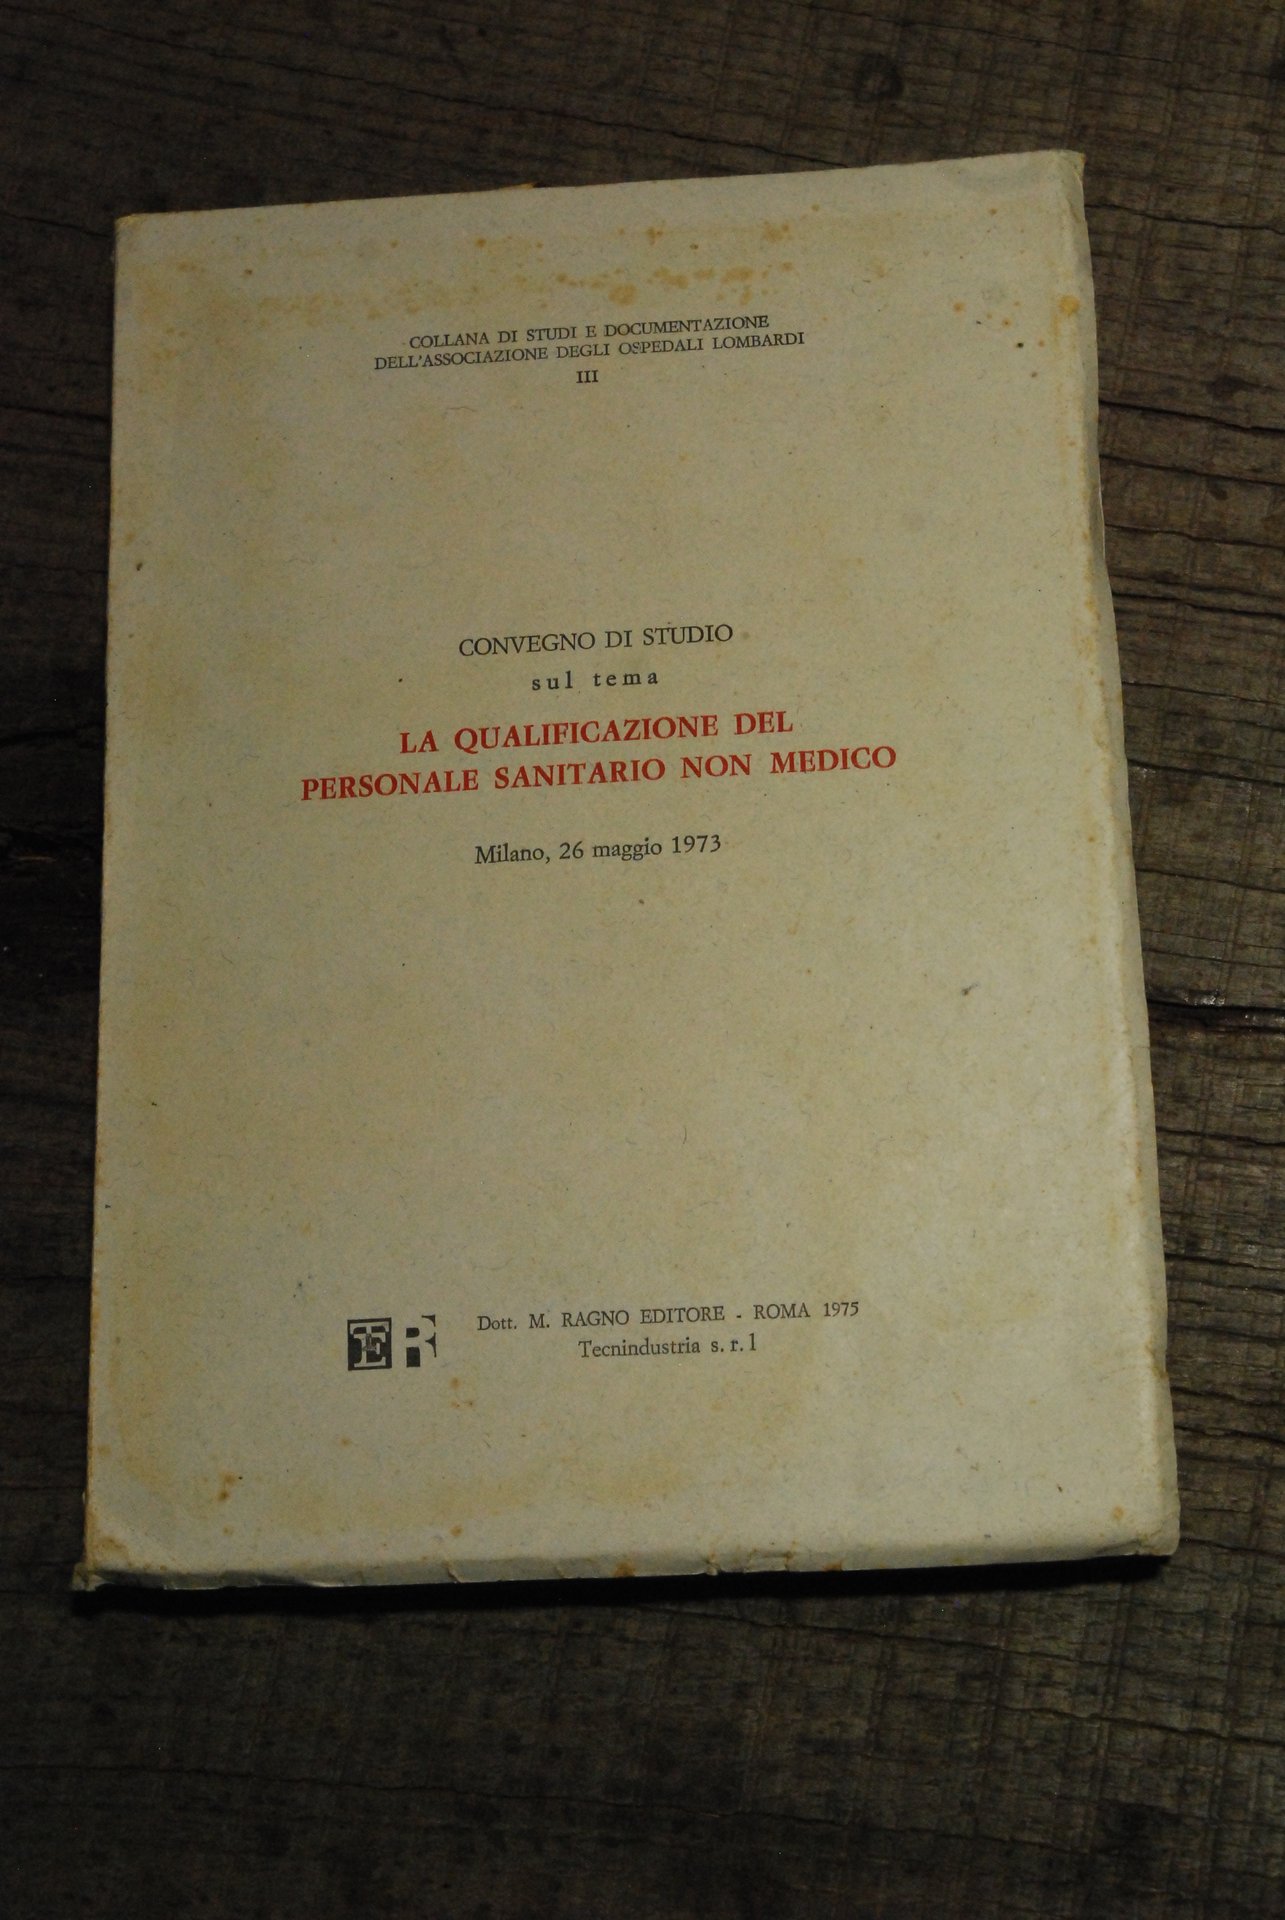 COLLANA DI STUDI E DOCUMENTAZIONE
DELL'ASSOCIAZIONE DEGLI OSPEDALI LOMBARDI
III
CONVEGNO DI STUDIO
sul tema
LA QUALIFICAZIONE DEL
PERSONALE SANITARIO NON MEDICO
Milano, 26 maggio 1973
Dott. M. RAGNO EDITORE - ROMA 1975
Tecnindustria s. r. l